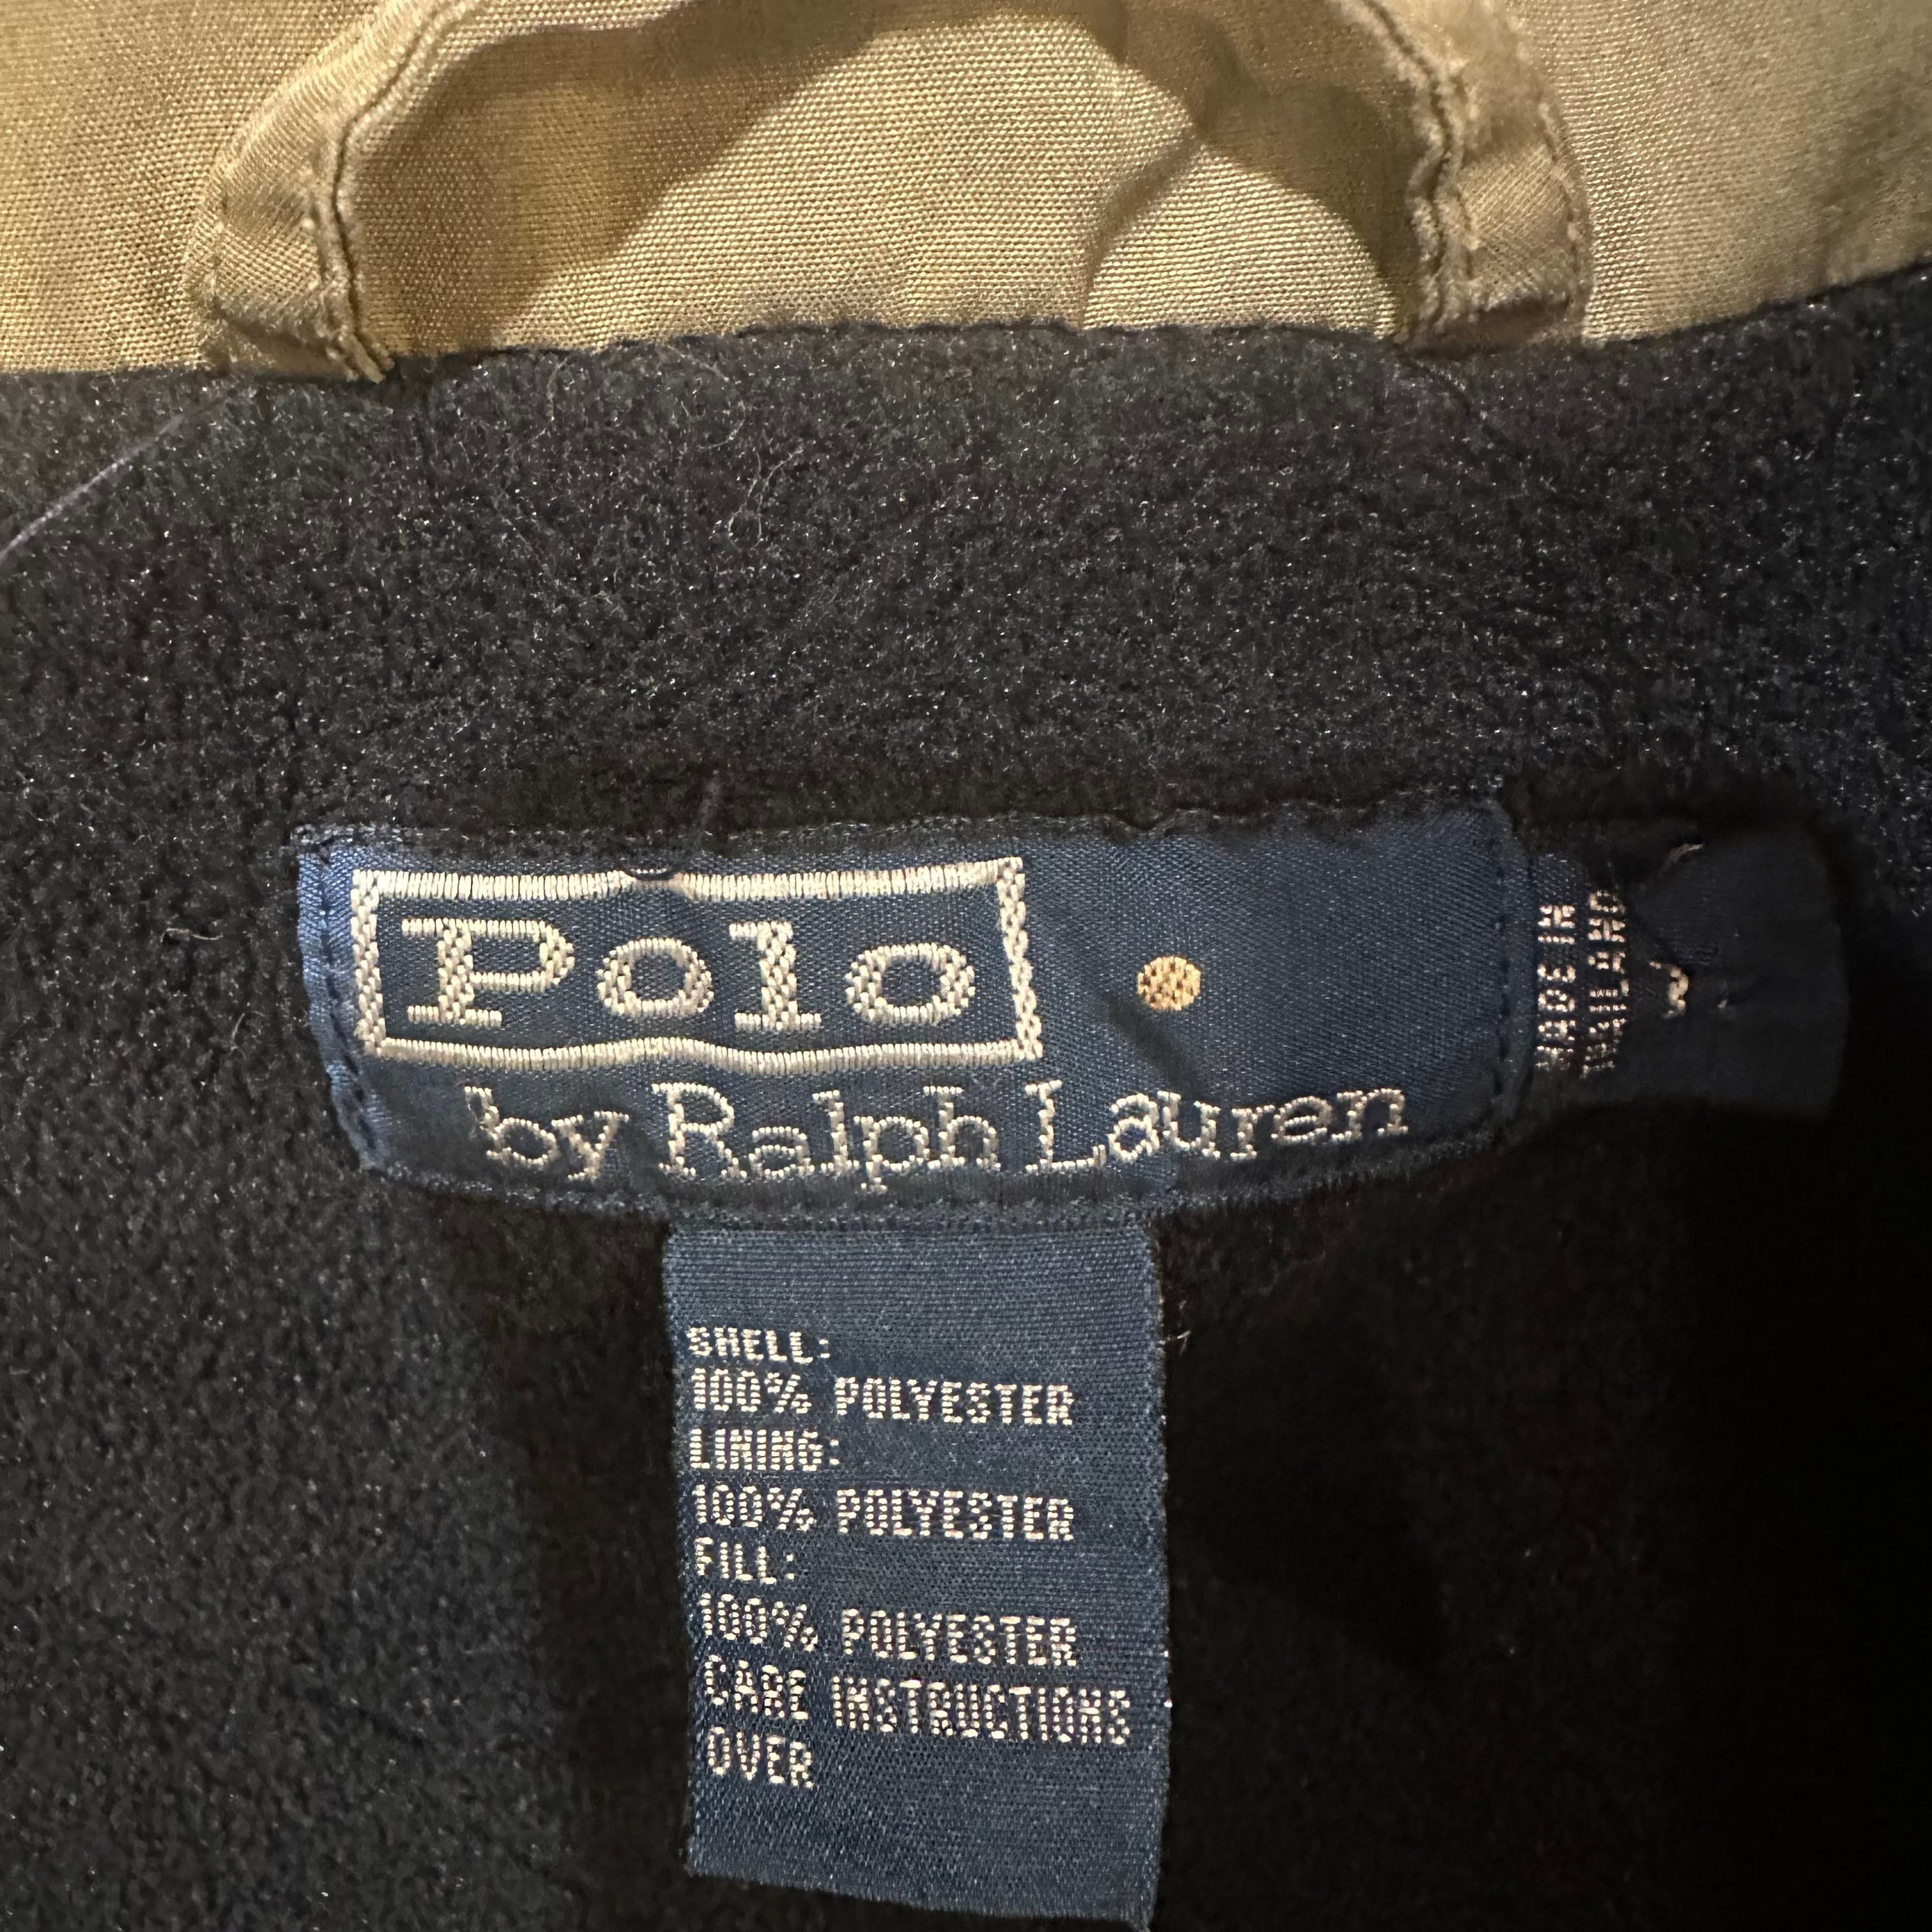 Polo
by Ralph Lauren
MADE IN
THAILAND
SHELL:
100% POLYESTER
LINING:
100% POLYESTER
FILL:
100% POLYESTER
CARE INSTRUCTIONS
OVER